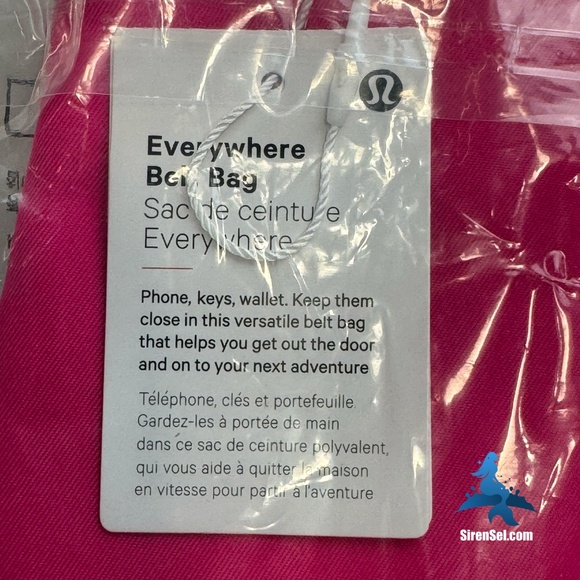 Everywhere
Belt Bag
Sac de ceinture
Everywhere
Phone, keys, wallet. Keep them
close in this versatile belt bag
that helps you get out the door
and on to your next adventure
Téléphone, clés et portefeuille.
Gardez-les à portée de main
dans ce sac de ceinture polyvalent,
qui vous aide à quitter la maison
en vitesse pour partir à l'aventure
SirenSel.com